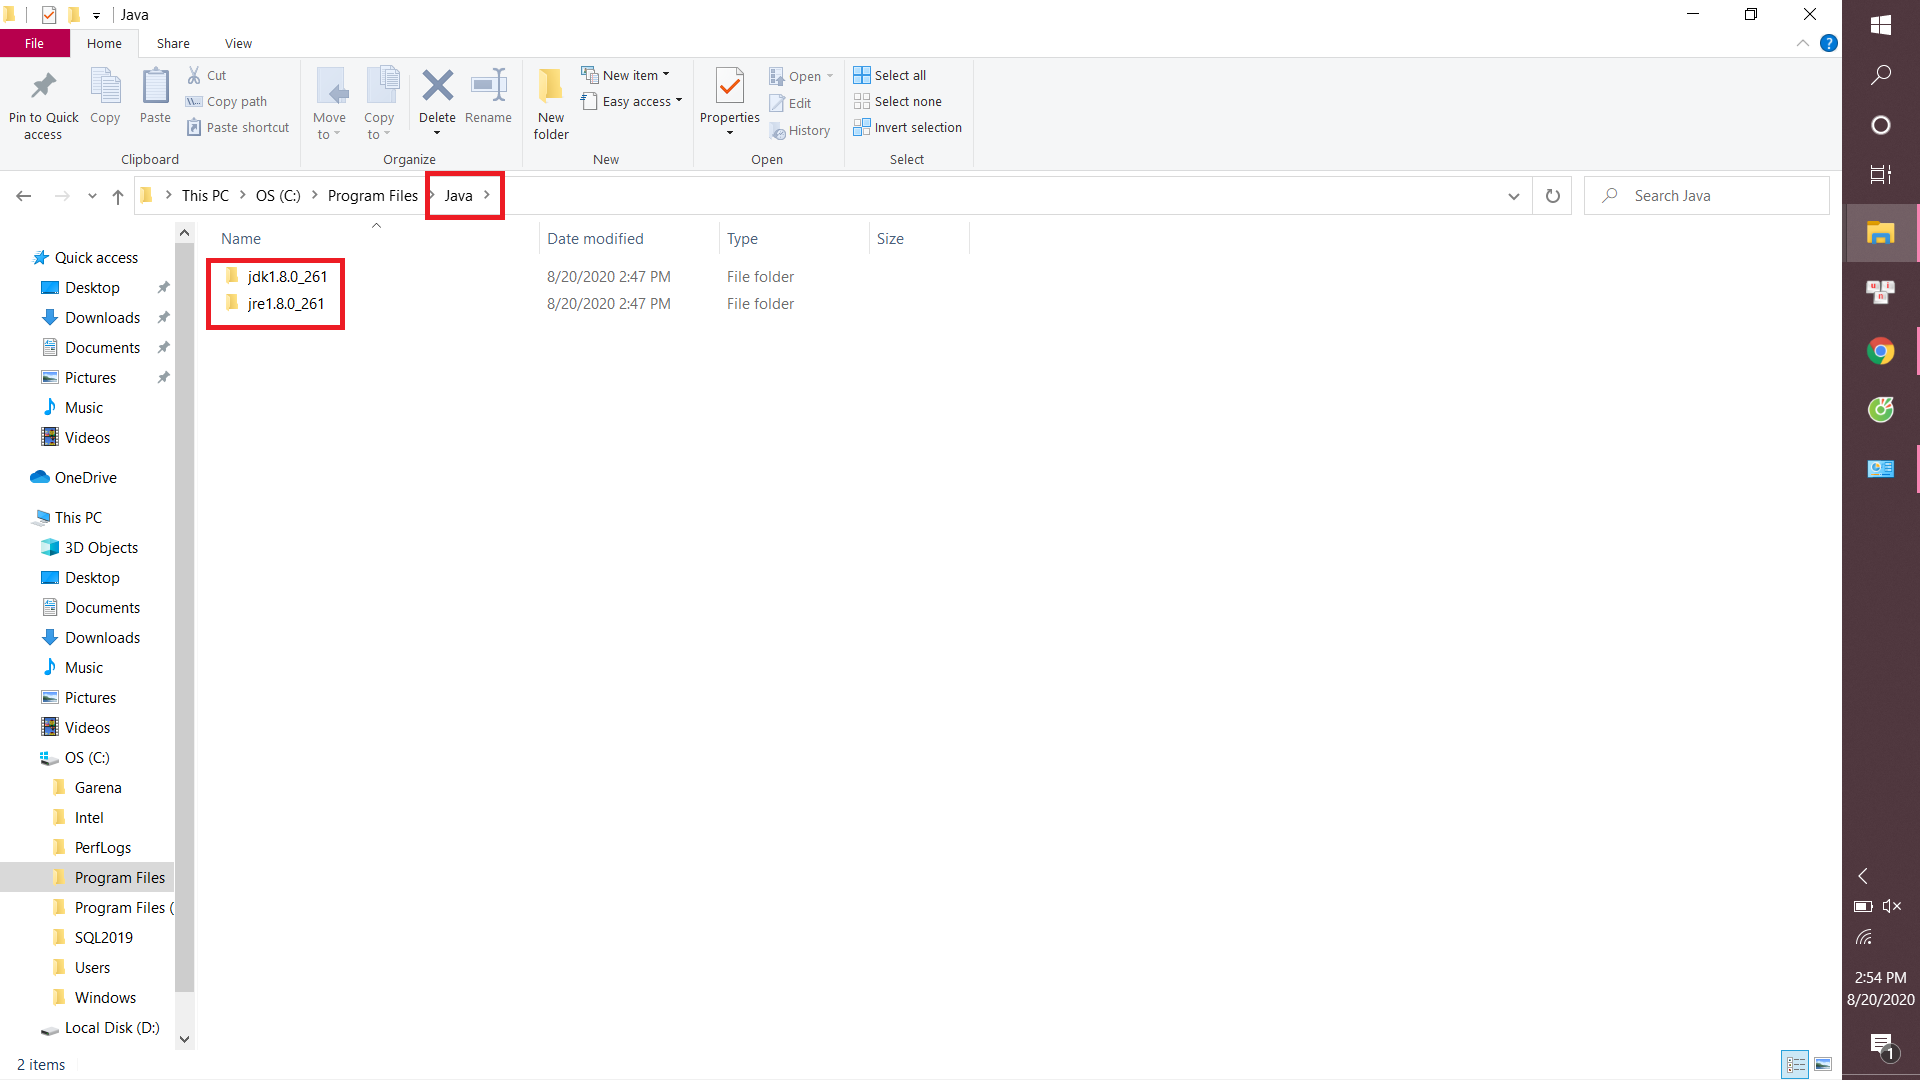 Java
File Home Share View
Pin to Quick access
Copy
Paste
Cut
Copy path
Paste shortcut
Clipboard
Move to
Copy to
Delete
Rename
Organize
New folder
New item
Easy access
New
Properties
Open
Edit
History
Open
Select all
Select none
Invert selection
Select
This PC OS (C:) Program Files Java
Search Java
Name Date modified Type Size
jdk1.8.0_261 8/20/2020 2:47 PM File folder
jre1.8.0_261 8/20/2020 2:47 PM File folder
Quick access
Desktop
Downloads
Documents
Pictures
Music
Videos
OneDrive
This PC
3D Objects
Desktop
Documents
Downloads
Music
Pictures
Videos
OS (C:)
Garena
Intel
PerfLogs
Program Files
Program Files (
SQL2019
Users
Windows
Local Disk (D:)
2 items
2:54 PM
8/20/2020
1